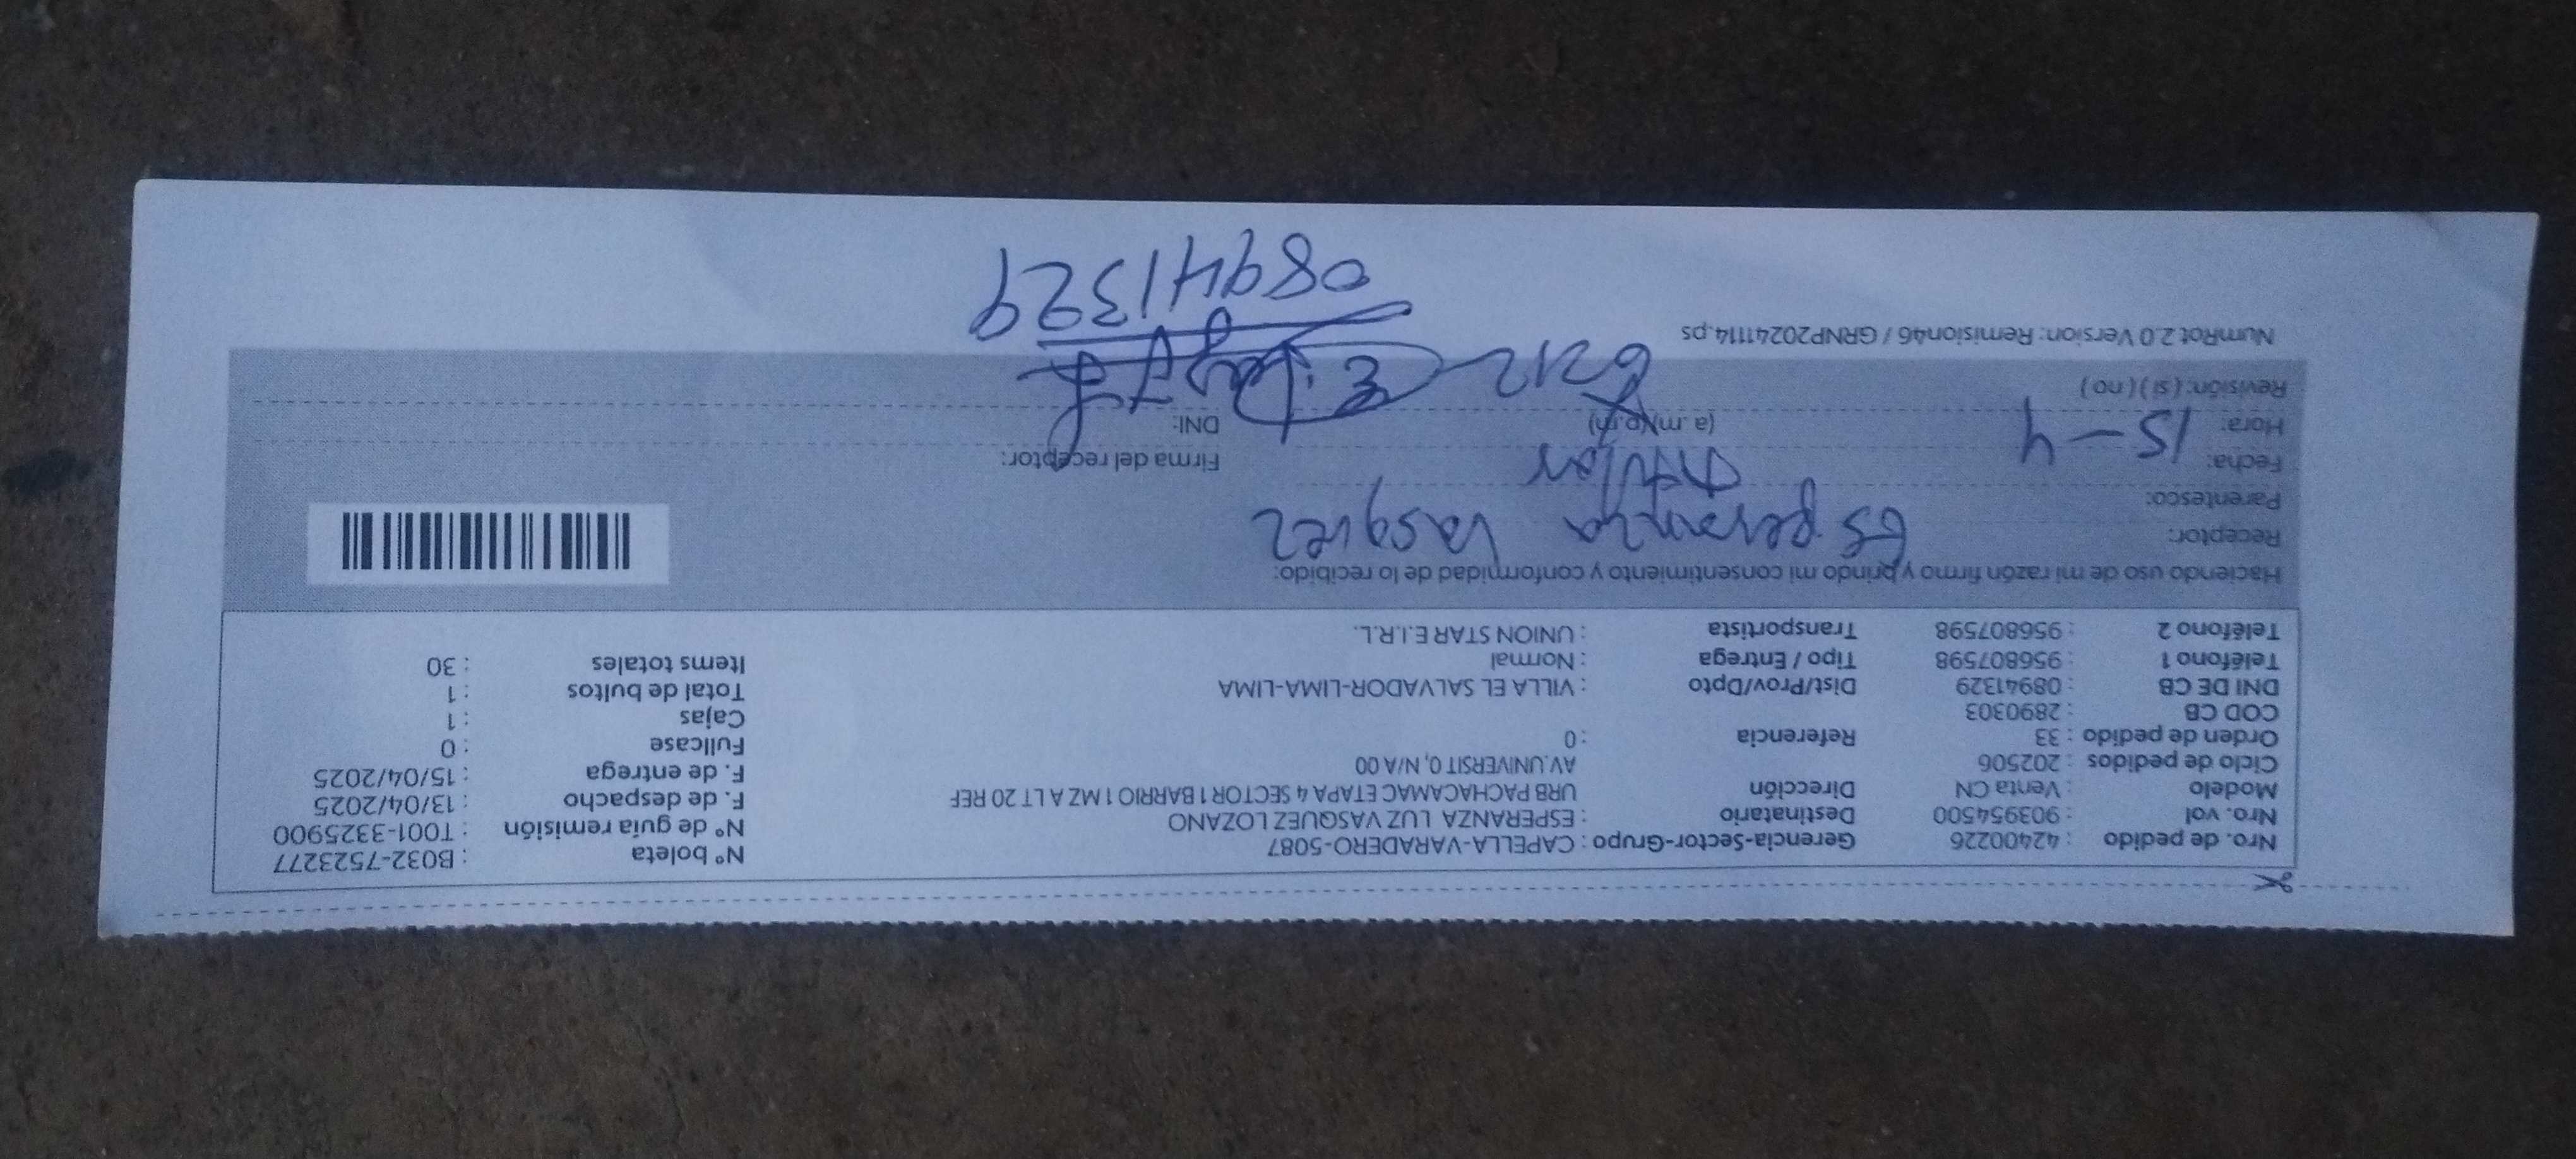 Nro. de pedido : 42400226 Gerencia-Sector-Grupo : CAPELLA-VARADERO-5087 Nº boleta : B032-7523277
Nro. vol : 903954500 Destinatario : ESPERANZA LUZ VASQUEZ LOZANO Nº de guia remisión : T001-3325900
Modelo : Venta CN Dirección URB PACHACAMAC ETAPA 4 SECTOR 1 BARRIO 1 MZ A LT 20 REF F. de despacho : 13/04/2025
Ciclo de pedidos : 202506 AV.UNIVERSIT 0, N/A 00 F. de entrega : 15/04/2025
Orden de pedido : 33 Referencia : 0 Fullcase : 0
COD CB : 2890303 Cajas : 1
DNI DE CB : 08941329 Dist/Prov/Dpto : VILLA EL SALVADOR-LIMA-LIMA Total de bultos : 1
Teléfono 1 : 956807598 Tipo / Entrega : Normal Items totales : 30
Teléfono 2 : 956807598 Transportista : UNION STAR E.I.R.L.
Haciendo uso de mi razón firmo y brindo mi consentimiento y conformidad de lo recibido:
Receptor: Esperanza Vasquez
Parentesco: titular
Fecha: 15-4 Firma del receptor:
Hora: (a.m/p.m) DNI:
Revisión: ( si ) ( no )
NumRot 2.0 Version: Remision46 / GRNP20241114.ps
08941329